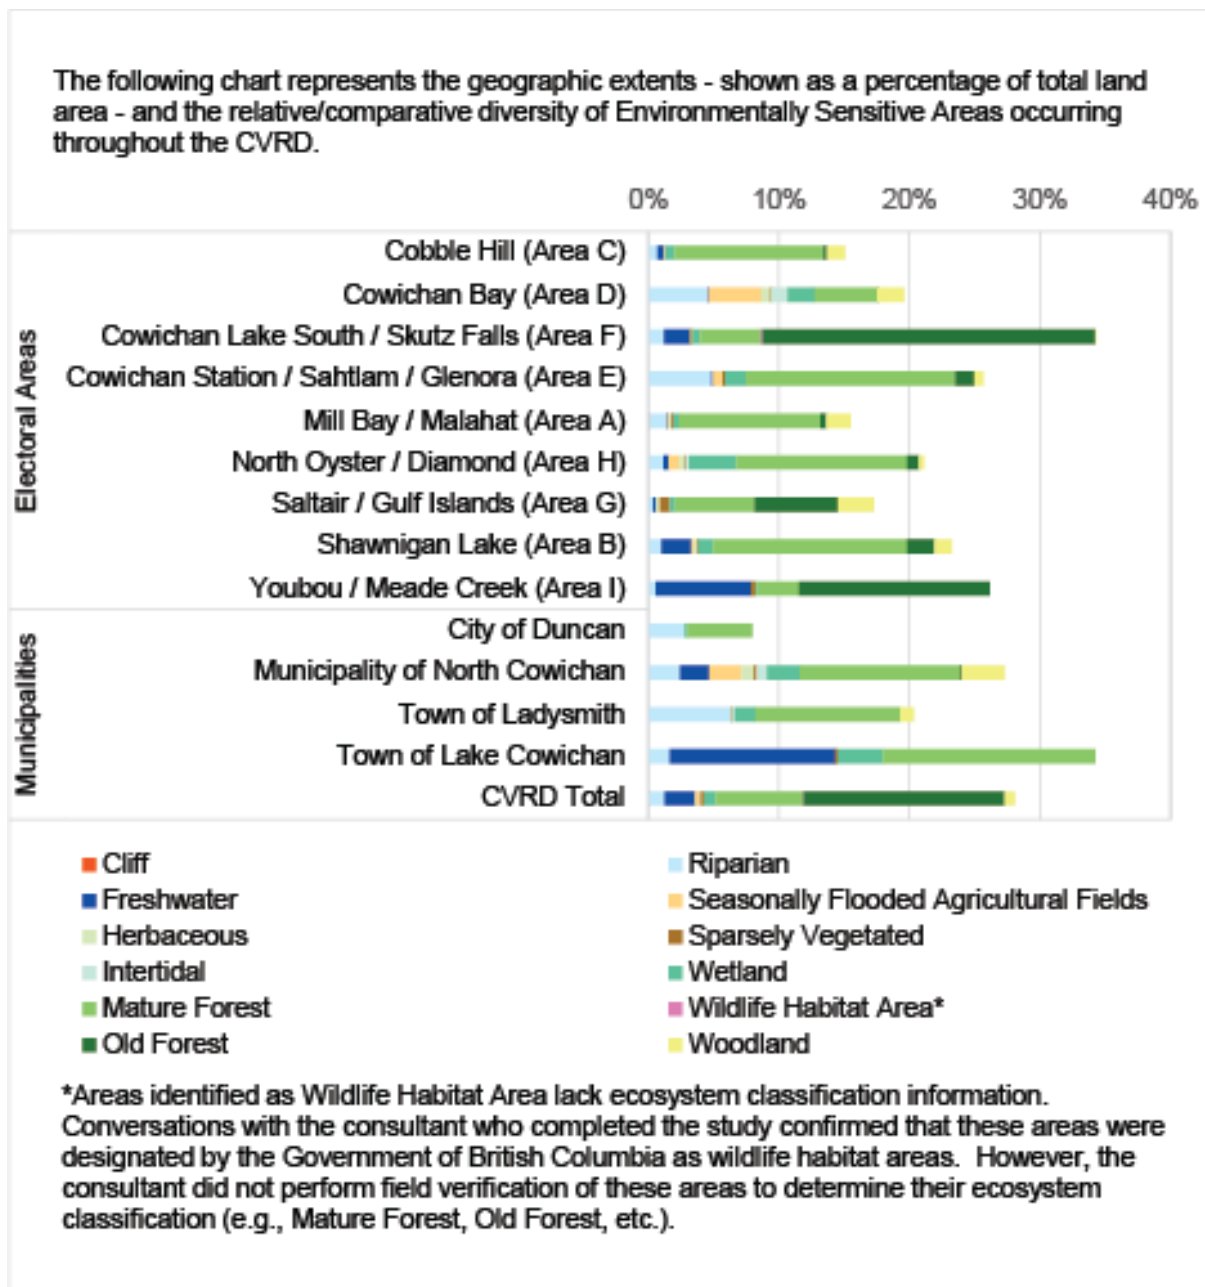 The following chart represents the geographic extents - shown as a percentage of total land
area - and the relative/comparative diversity of Environmentally Sensitive Areas occurring
throughout the CVRD.
0% 10% 20% 30% 40%
Electoral Areas
Cobble Hill (Area C)
Cowichan Bay (Area D)
Cowichan Lake South / Skutz Falls (Area F)
Cowichan Station / Sahtlam / Glenora (Area E)
Mill Bay / Malahat (Area A)
North Oyster / Diamond (Area H)
Saltair / Gulf Islands (Area G)
Shawnigan Lake (Area B)
Youbou / Meade Creek (Area I)
Municipalities
City of Duncan
Municipality of North Cowichan
Town of Ladysmith
Town of Lake Cowichan
CVRD Total
Cliff
Freshwater
Herbaceous
Intertidal
Mature Forest
Old Forest
Riparian
Seasonally Flooded Agricultural Fields
Sparsely Vegetated
Wetland
Wildlife Habitat Area*
Woodland
*Areas identified as Wildlife Habitat Area lack ecosystem classification information.
Conversations with the consultant who completed the study confirmed that these areas were
designated by the Government of British Columbia as wildlife habitat areas.  However, the
consultant did not perform field verification of these areas to determine their ecosystem
classification (e.g., Mature Forest, Old Forest, etc.).